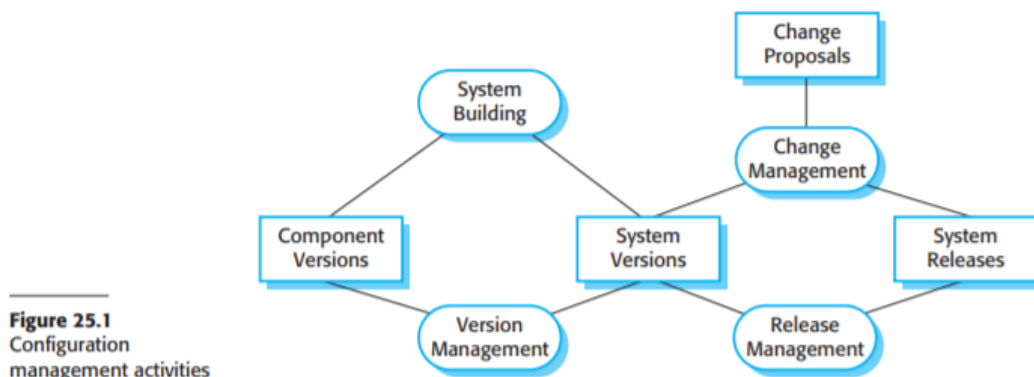 Change
Proposals
System
Building
Change
Management
Component
Versions
System
Versions
System
Releases
Version
Management
Release
Management
Figure 25.1
Configuration
management activities